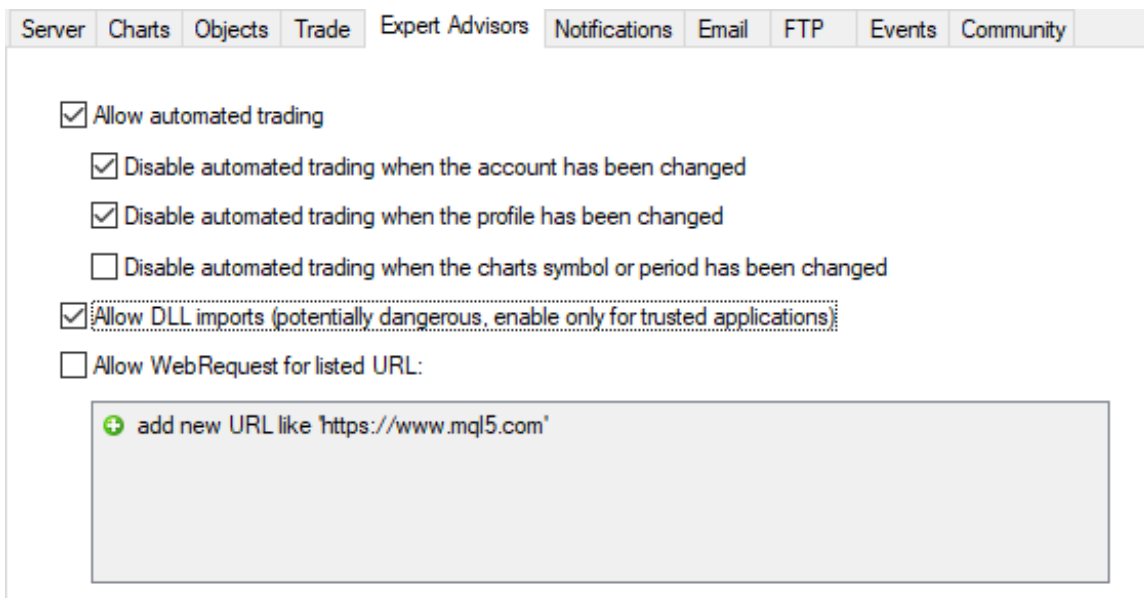 Server Charts Objects Trade Expert Advisors Notifications Email FTP Events Community
Allow automated trading
Disable automated trading when the account has been changed
Disable automated trading when the profile has been changed
Disable automated trading when the charts symbol or period has been changed
Allow DLL imports (potentially dangerous, enable only for trusted applications)
Allow WebRequest for listed URL:
add new URL like 'https://www.mql5.com'